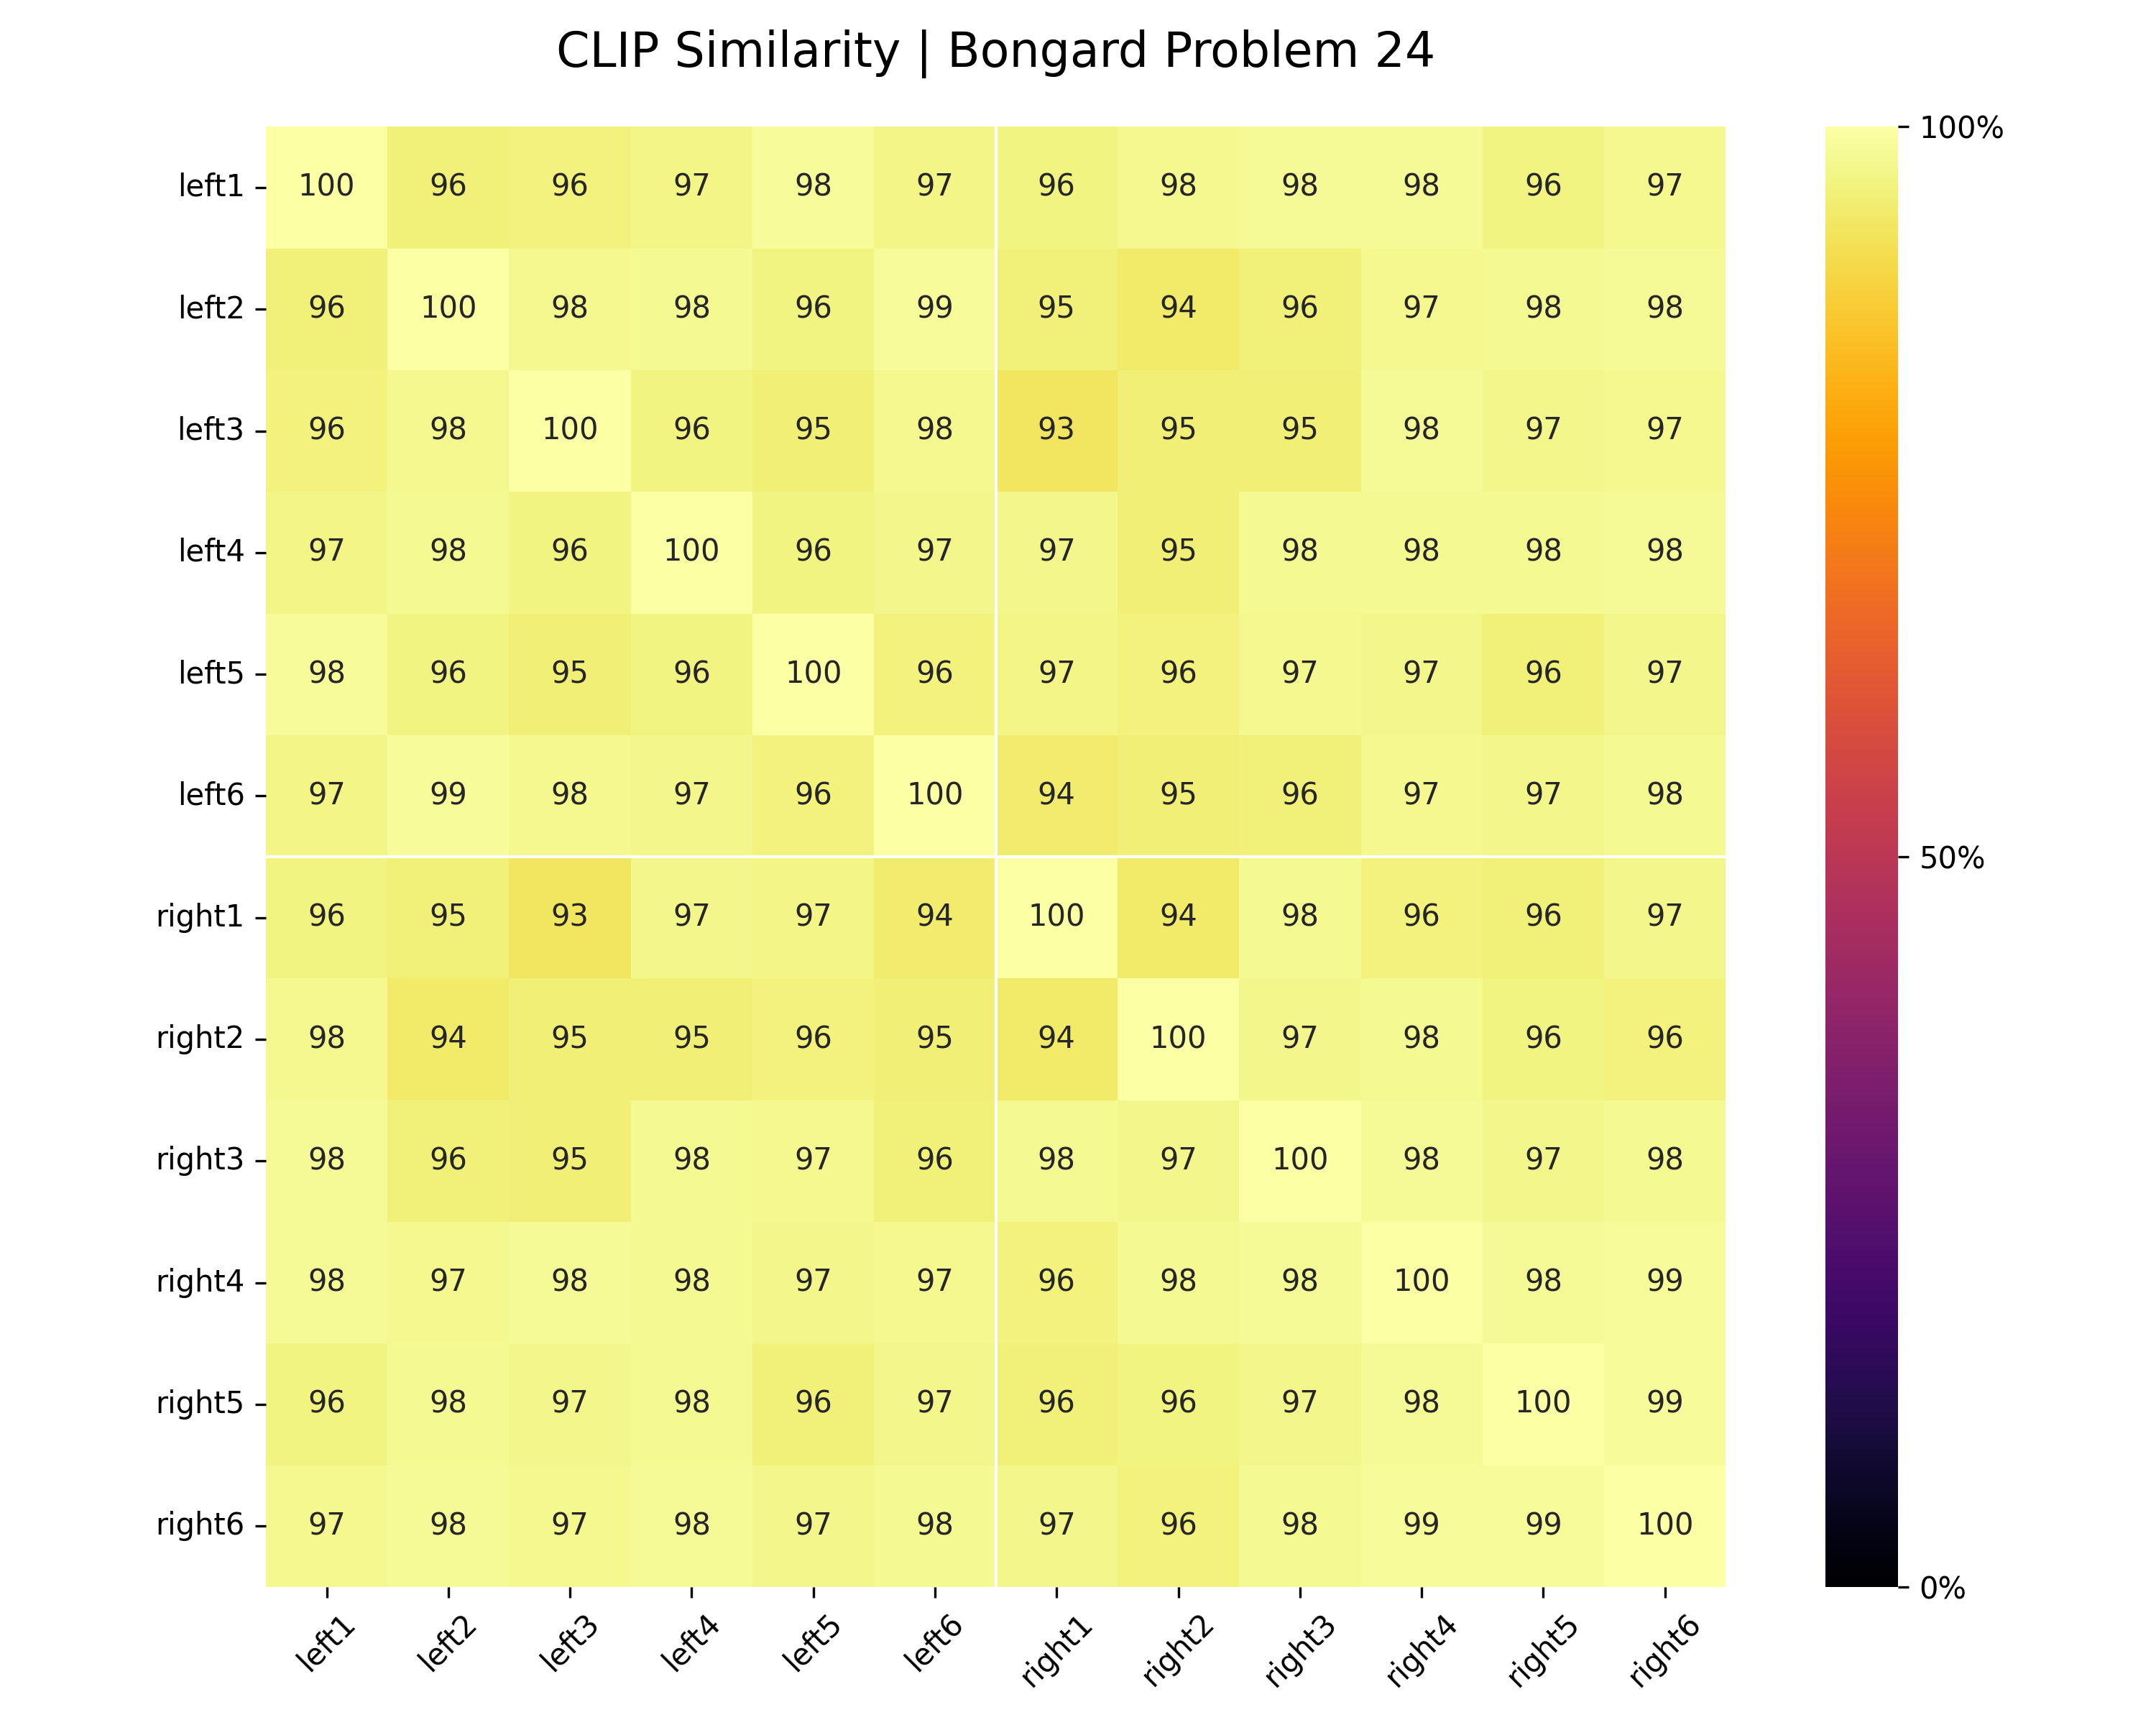 CLIP Similarity | Bongard Problem 24
left1 100 96 96 97 98 97 96 98 98 98 96 97
left2 96 100 98 98 96 99 95 94 96 97 98 98
left3 96 98 100 96 95 98 93 95 95 98 97 97
left4 97 98 96 100 96 97 97 95 98 98 98 98
left5 98 96 95 96 100 96 97 96 97 97 96 97
left6 97 99 98 97 96 100 94 95 96 97 97 98
right1 96 95 93 97 97 94 100 94 98 96 96 97
right2 98 94 95 95 96 95 94 100 97 98 96 96
right3 98 96 95 98 97 96 98 97 100 98 97 98
right4 98 97 98 98 97 97 96 98 98 100 98 99
right5 96 98 97 98 96 97 96 96 97 98 100 99
right6 97 98 97 98 97 98 97 96 98 99 99 100
left1 left2 left3 left4 left5 left6 right1 right2 right3 right4 right5 right6
100%
50%
0%